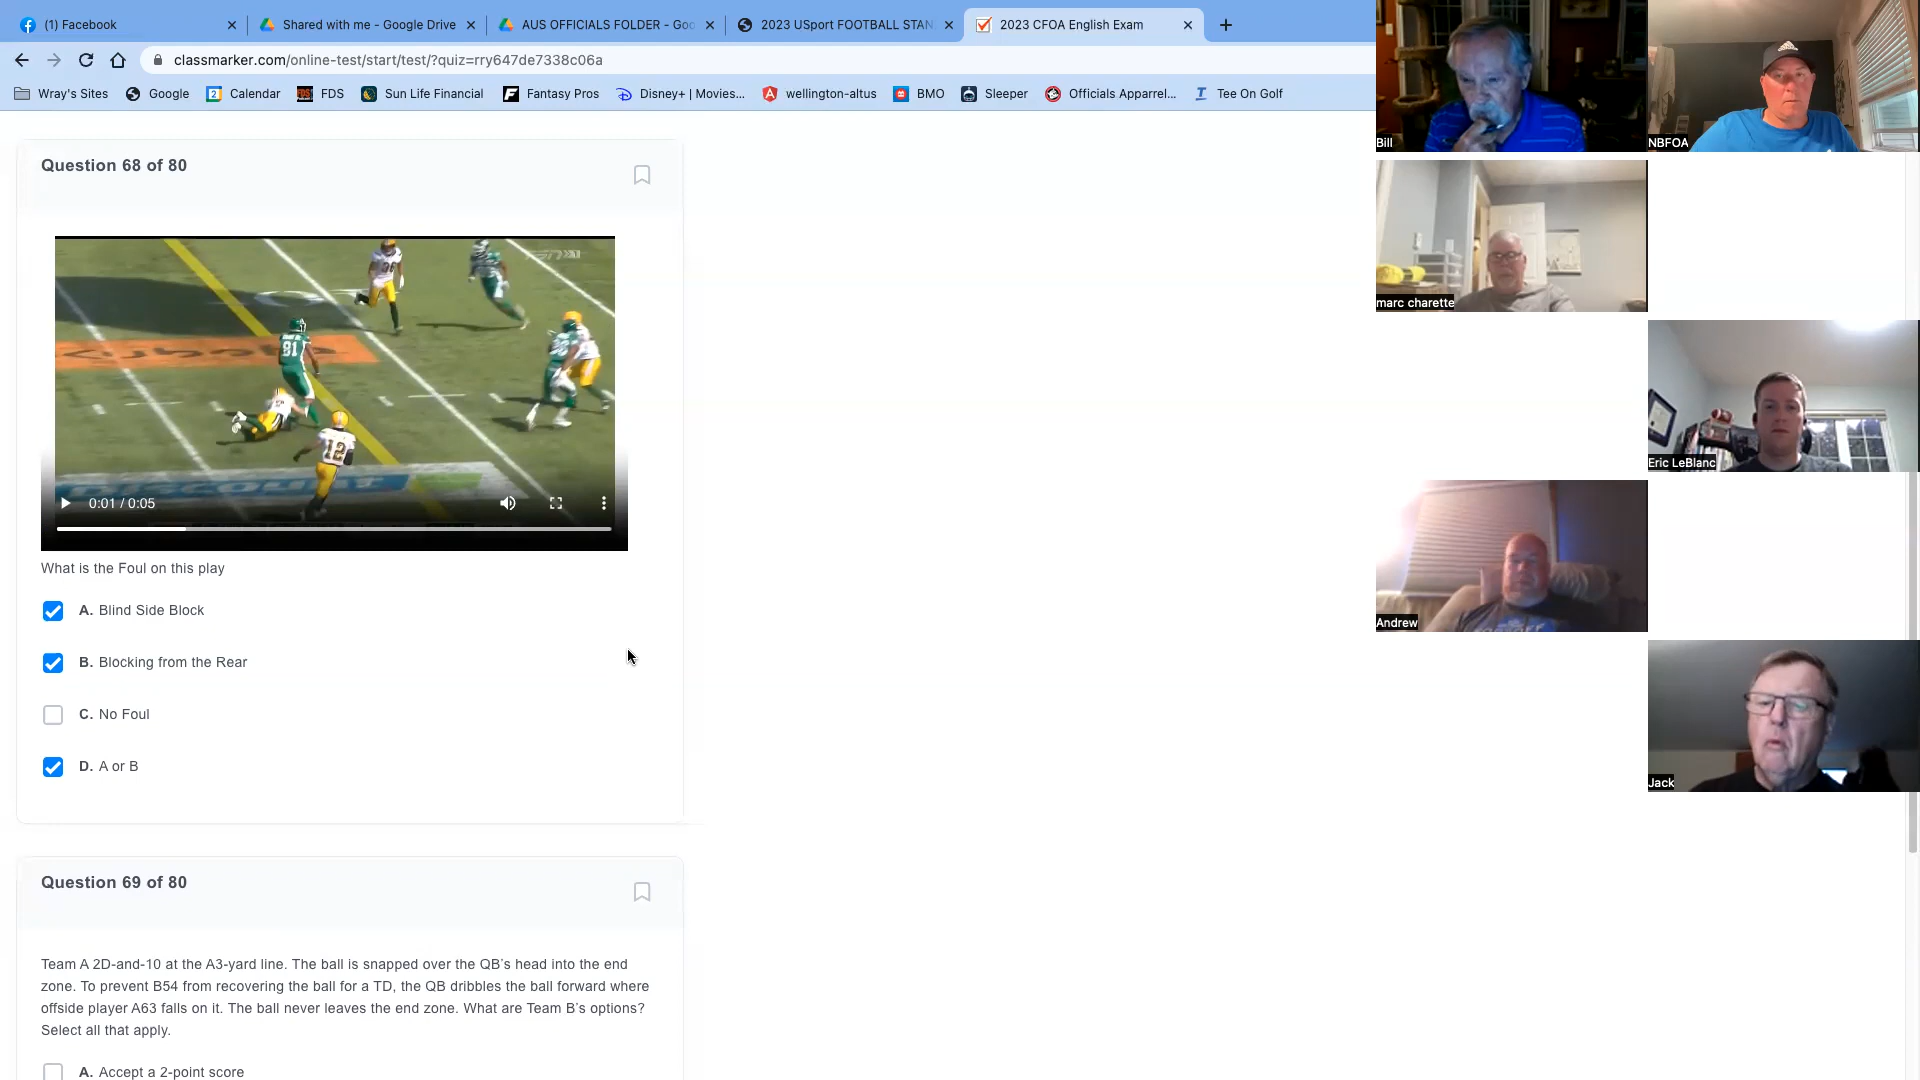 (1) Facebook
Shared with me - Google Drive
AUS OFFICIALS FOLDER - Goo
2023 USport FOOTBALL STAN
2023 CFOA English Exam
classmarker.com/online-test/start/test/?quiz=rry647de7338c06a
Wray's Sites
Google
Calendar
FDS
Sun Life Financial
Fantasy Pros
Disney+ | Movies...
wellington-altus
BMO
Sleeper
Officials Apparrel...
Tee On Golf
Bill
NBFOA
marc charette
Eric LeBlanc
Andrew
Jack
Question 68 of 80
81
12
0:01 / 0:05
What is the Foul on this play
A. Blind Side Block
B. Blocking from the Rear
C. No Foul
D. A or B
Question 69 of 80
Team A 2D-and-10 at the A3-yard line. The ball is snapped over the QB's head into the end
zone. To prevent B54 from recovering the ball for a TD, the QB dribbles the ball forward where
offside player A63 falls on it. The ball never leaves the end zone. What are Team B's options?
Select all that apply.
A. Accept a 2-point score